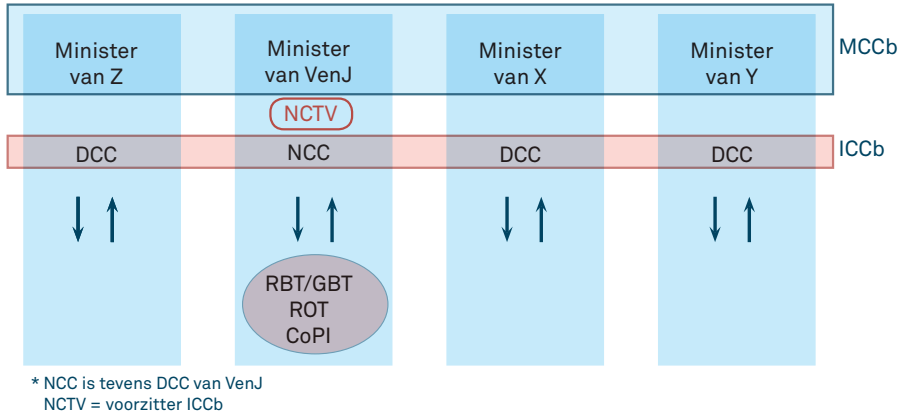 Minister
van Z
Minister
van VenJ
Minister
van X
Minister
van Y
MCCb
NCTV
DCC
NCC
DCC
DCC
ICCb
RBT/GBT
ROT
CoPI
* NCC is tevens DCC van VenJ
NCTV = voorzitter ICCb